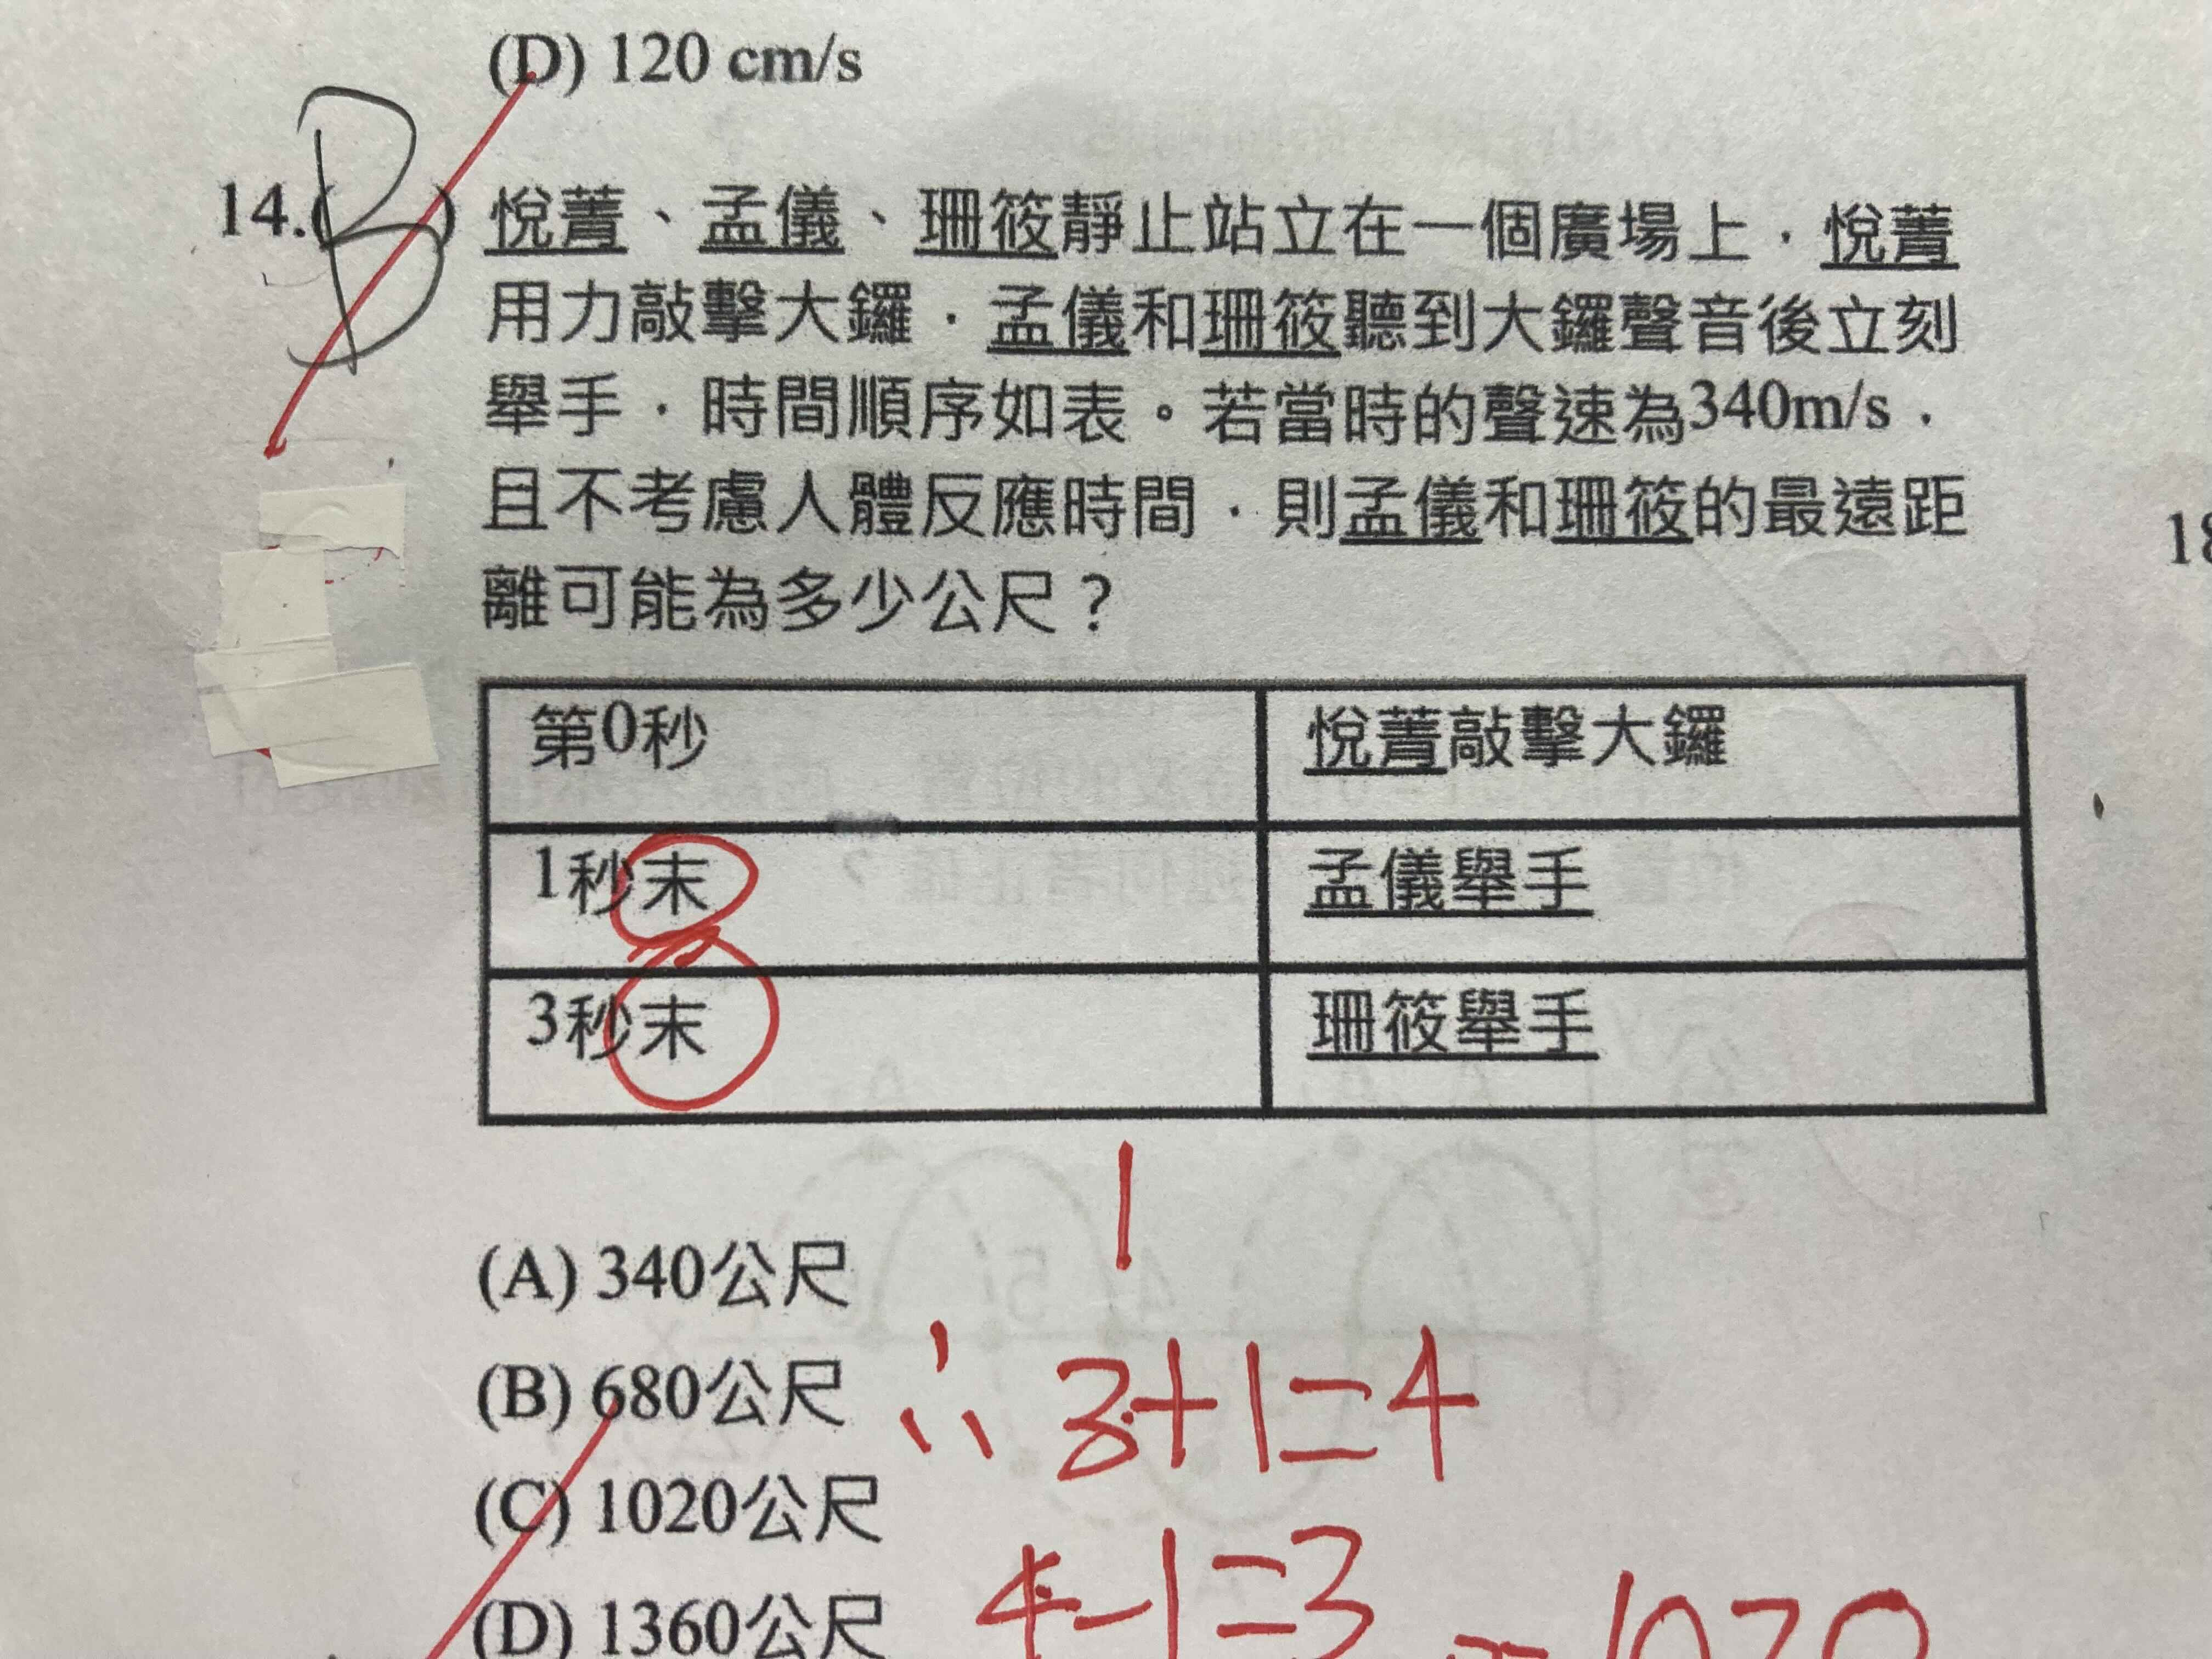 (D) 120 cm/s
14.(B) 悅菁、孟儀、珊筱靜止站立在一個廣場上，悅菁
用力敲擊大鑼，孟儀和珊筱聽到大鑼聲音後立刻
舉手，時間順序如表。若當時的聲速為340m/s，
且不考慮人體反應時間，則孟儀和珊筱的最遠距
離可能為多少公尺？
第0秒 悅菁敲擊大鑼
1秒末 孟儀舉手
3秒末 珊筱舉手
(A) 340公尺
(B) 680公尺 ∴ 3+1=4
(C) 1020公尺
(D) 1360公尺 4-1=3 =1020
18